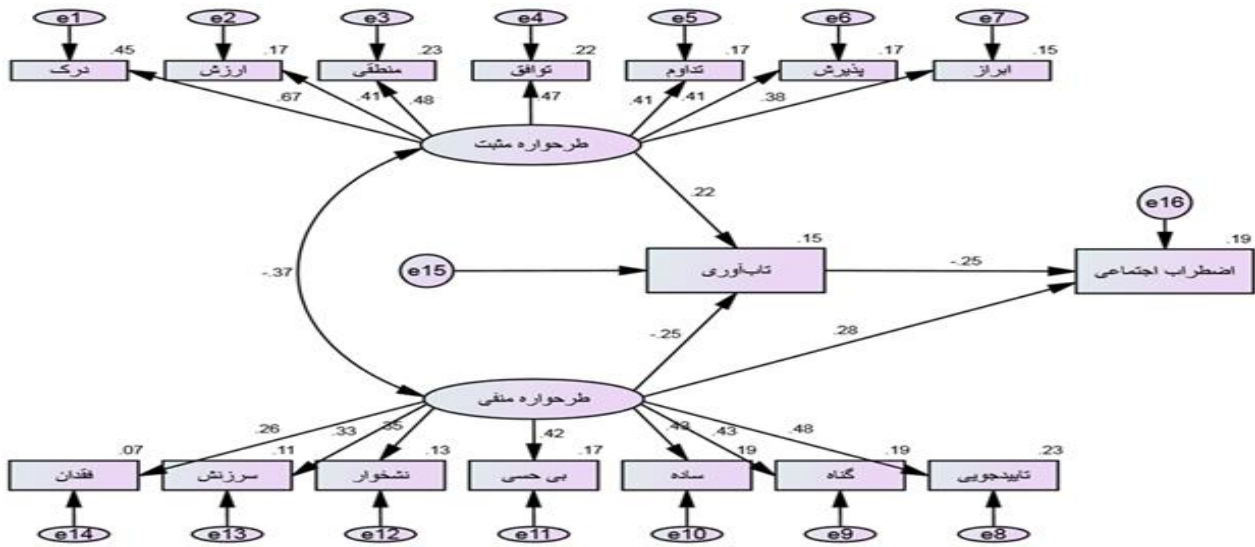 e1 e2 e3 e4 e5 e6 e7
.45 .17 .23 .22 .17 .17 .15
درک ارزش منطقی توافق تداوم پذیرش ابراز
.67 .41 .48 .47 .41 .41 .38
طرحواره مثبت
.22
e16
-.37
e15
.15
تاب‌آوری
-.25
.19
اضطراب اجتماعی
-.25
.28
طرحواره منفی
.26 .33 .35 .42 .43 .43 .48
.07 .11 .13 .17 .19 .19 .23
فقدان سرزنش نشخوار بی حسی ساده گناه تاییدجویی
e14 e13 e12 e11 e10 e9 e8